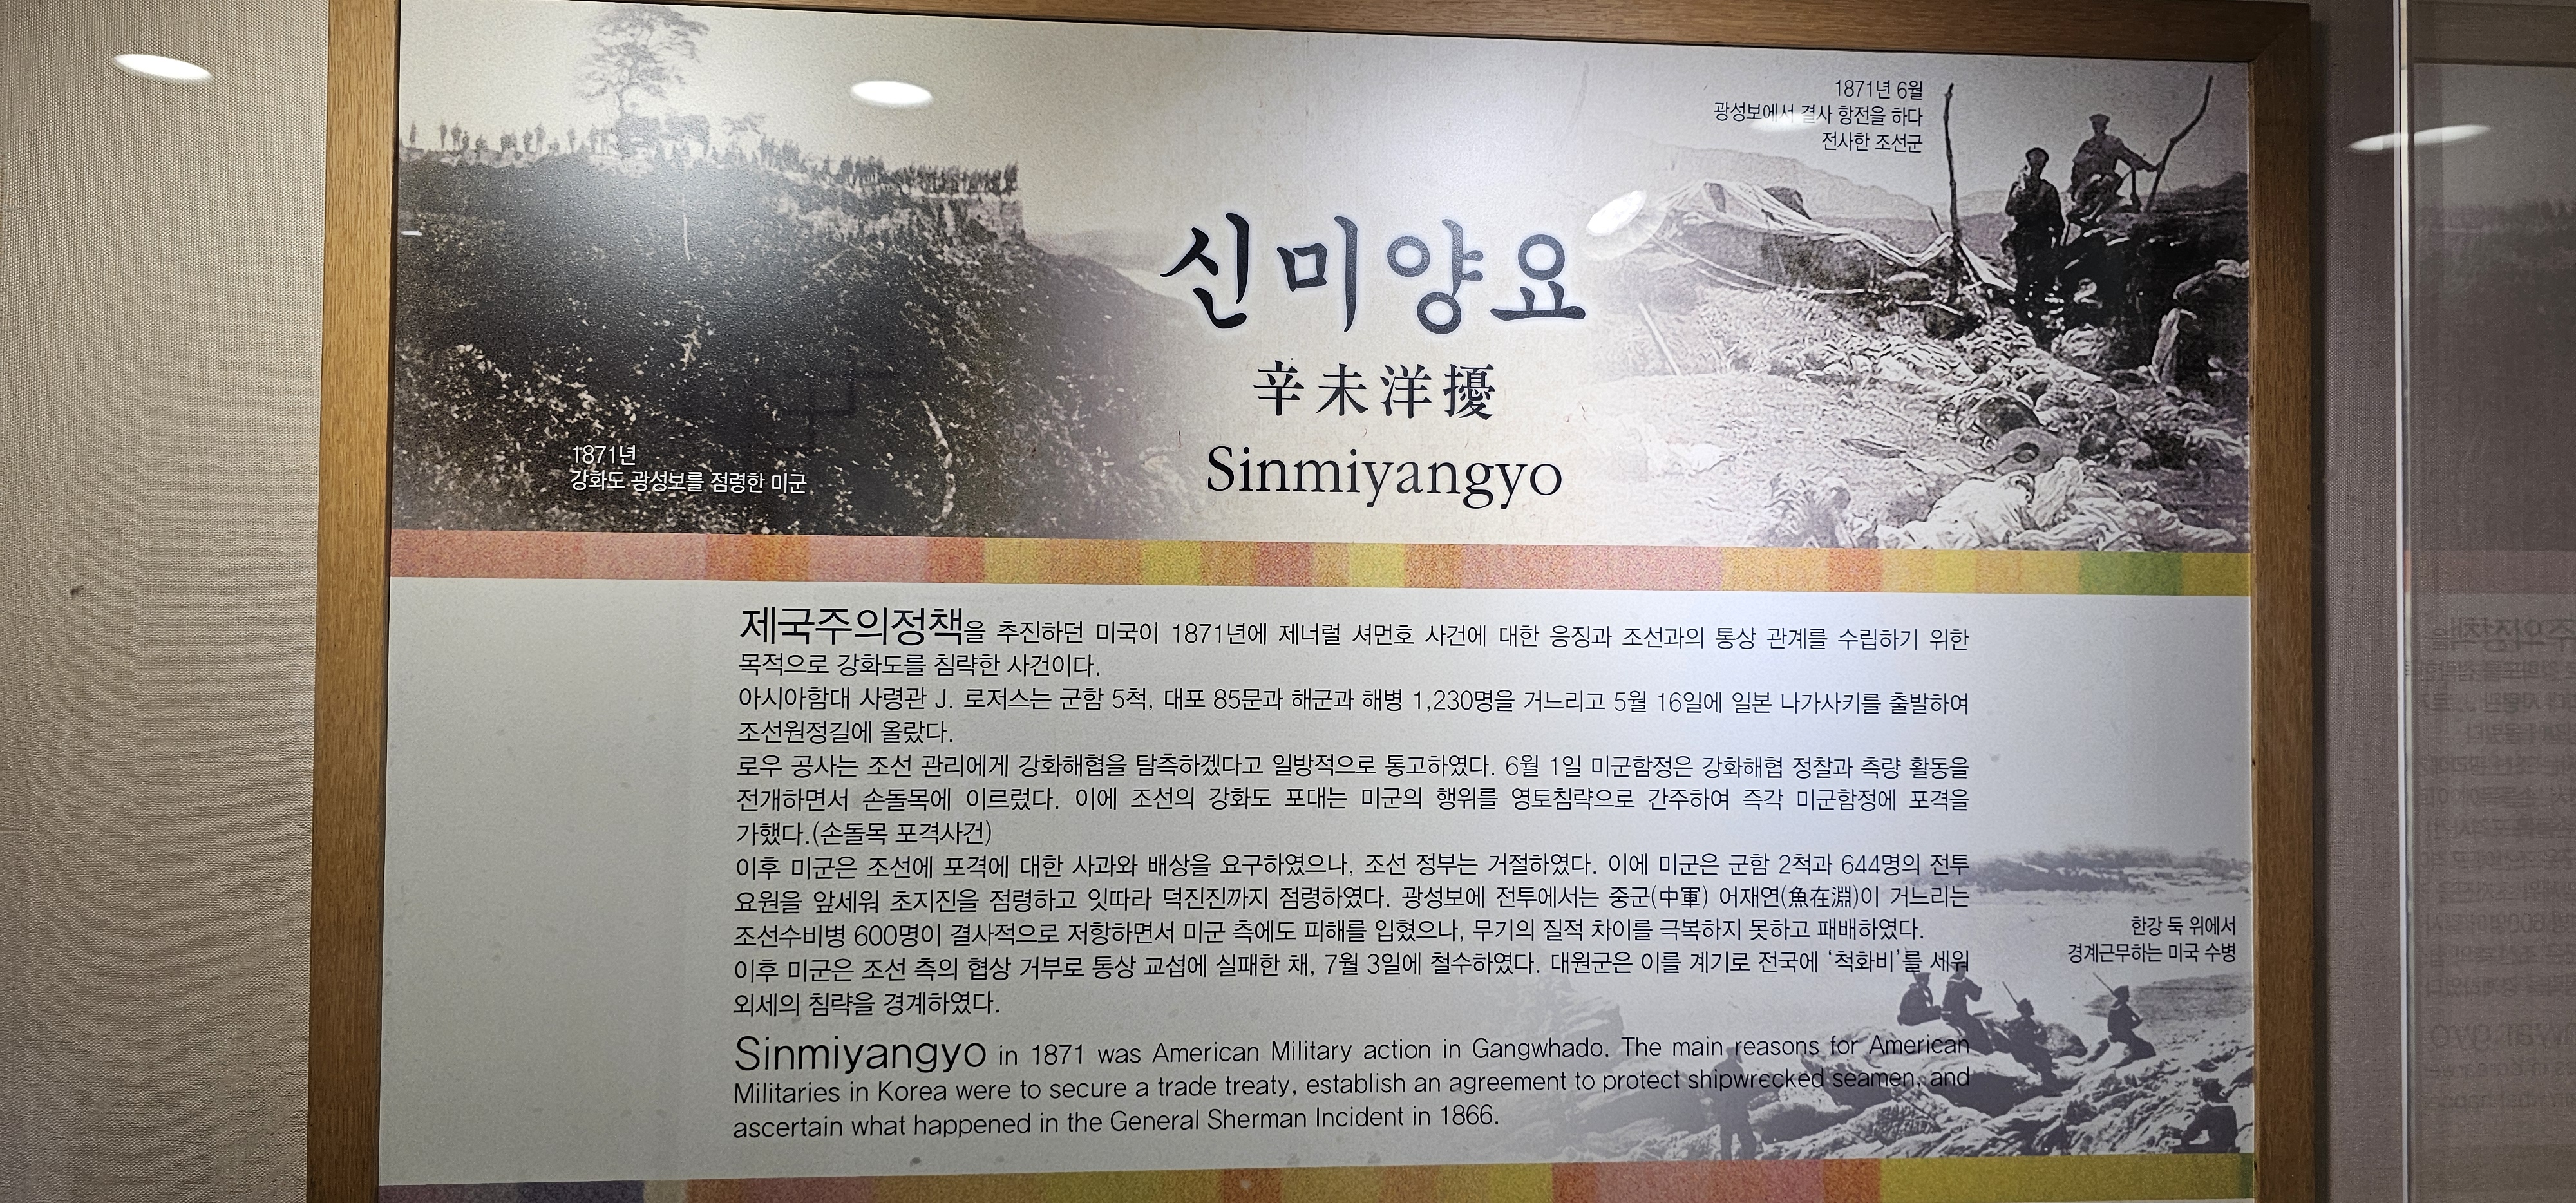 1871년 6월
광성보에서 결사 항전을 하다
전사한 조선군
신미양요
辛未洋擾
Sinmiyangyo
1871년
강화도 광성보를 점령한 미군
제국주의정책을 추진하던 미국이 1871년에 제너럴 셔먼호 사건에 대한 응징과 조선과의 통상 관계를 수립하기 위한
목적으로 강화도를 침략한 사건이다.
아시아함대 사령관 J. 로저스는 군함 5척, 대포 85문과 해군과 해병 1,230명을 거느리고 5월 16일에 일본 나가사키를 출발하여
조선원정길에 올랐다.
로우 공사는 조선 관리에게 강화해협을 탐측하겠다고 일방적으로 통고하였다. 6월 1일 미군함정은 강화해협 정찰과 측량 활동을
전개하면서 손돌목에 이르렀다. 이에 조선의 강화도 포대는 미군의 행위를 영토침략으로 간주하여 즉각 미군함정에 포격을
가했다.(손돌목 포격사건)
이후 미군은 조선에 포격에 대한 사과와 배상을 요구하였으나, 조선 정부는 거절하였다. 이에 미군은 군함 2척과 644명의 전투
요원을 앞세워 초지진을 점령하고 잇따라 덕진진까지 점령하였다. 광성보에 전투에서는 중군(中軍) 어재연(魚在淵)이 거느리는
조선수비병 600명이 결사적으로 저항하면서 미군 측에도 피해를 입혔으나, 무기의 질적 차이를 극복하지 못하고 패배하였다.
이후 미군은 조선 측의 협상 거부로 통상 교섭에 실패한 채, 7월 3일에 철수하였다. 대원군은 이를 계기로 전국에 ‘척화비’를 세워
외세의 침략을 경계하였다.
한강 둑 위에서
경계근무하는 미국 수병
Sinmiyangyo in 1871 was American Military action in Gangwhado. The main reasons for American
Militaries in Korea were to secure a trade treaty, establish an agreement to protect shipwrecked seamen, and
ascertain what happened in the General Sherman Incident in 1866.